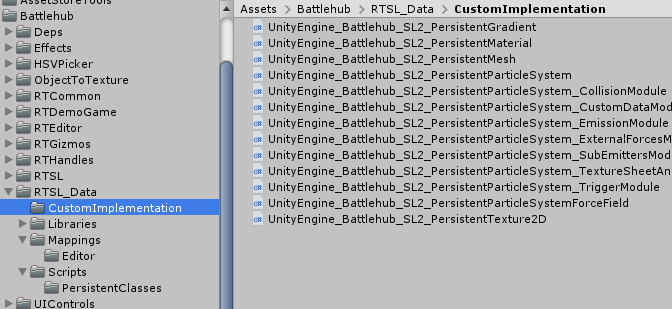 AssetStoreTools
Battlehub
Deps
Effects
HSVPicker
ObjectToTexture
RTCommon
RTDemoGame
RTEditor
RTGizmos
RTHandles
RTSL
RTSL_Data
CustomImplementation
Libraries
Mappings
Editor
Scripts
PersistentClasses
UIControls
Assets > Battlehub > RTSL_Data > CustomImplementation
UnityEngine_Battlehub_SL2_PersistentGradient
UnityEngine_Battlehub_SL2_PersistentMaterial
UnityEngine_Battlehub_SL2_PersistentMesh
UnityEngine_Battlehub_SL2_PersistentParticleSystem
UnityEngine_Battlehub_SL2_PersistentParticleSystem_CollisionModule
UnityEngine_Battlehub_SL2_PersistentParticleSystem_CustomDataMod
UnityEngine_Battlehub_SL2_PersistentParticleSystem_EmissionModule
UnityEngine_Battlehub_SL2_PersistentParticleSystem_ExternalForcesM
UnityEngine_Battlehub_SL2_PersistentParticleSystem_SubEmittersMod
UnityEngine_Battlehub_SL2_PersistentParticleSystem_TextureSheetAn
UnityEngine_Battlehub_SL2_PersistentParticleSystem_TriggerModule
UnityEngine_Battlehub_SL2_PersistentParticleSystemForceField
UnityEngine_Battlehub_SL2_PersistentTexture2D